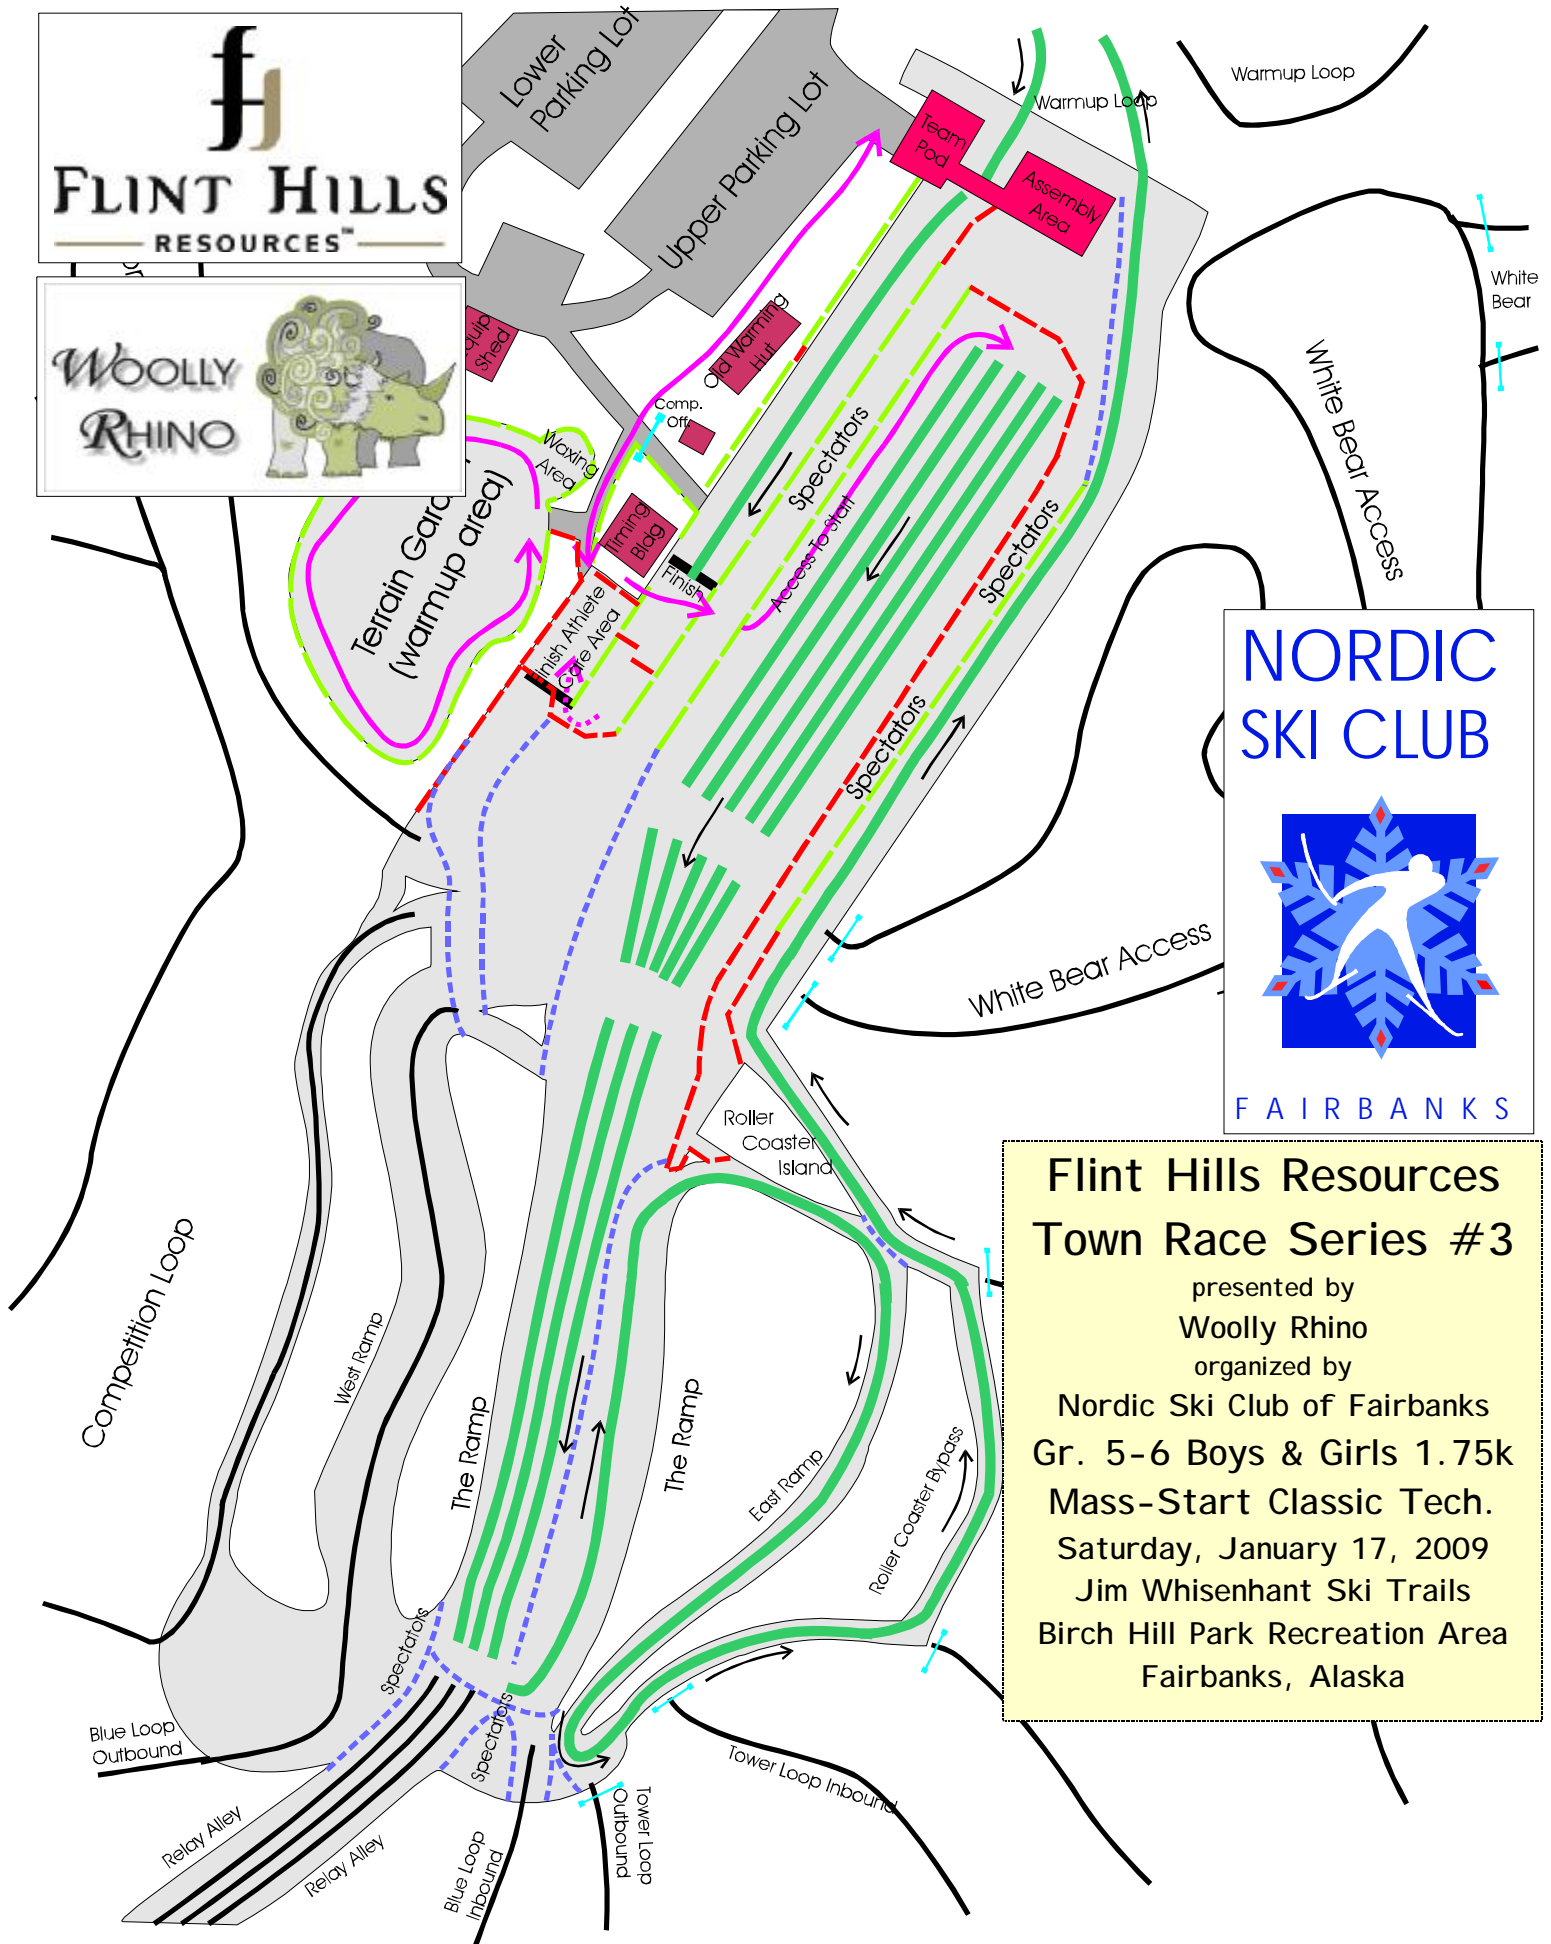 FLINT HILLS
RESOURCES™
WOOLLY
RHINO
Lower
Parking Lot
Upper Parking Lot
Warmup Loop
Warmup Loop
Team
Pod
Assembly
Area
White
Bear
White Bear Access
Equip
Shed
Old Warming
Hut
Comp.
Off.
Waxing
Area
Timing
Bldg
Finish
Spectators
Access To Start
Spectators
Spectators
Terrain
(warmup area)
Finish Athlete
Care Area
NORDIC
SKI CLUB
FAIRBANKS
White Bear Access
Roller
Coaster
Island
Competition Loop
West Ramp
The Ramp
The Ramp
East Ramp
Roller Coaster Bypass
Spectators
Spectators
Blue Loop
Outbound
Relay Alley
Relay Alley
Blue Loop
Inbound
Tower Loop
Outbound
Tower Loop Inbound
Flint Hills Resources
Town Race Series #3
presented by
Woolly Rhino
organized by
Nordic Ski Club of Fairbanks
Gr. 5-6 Boys & Girls 1.75k
Mass-Start Classic Tech.
Saturday, January 17, 2009
Jim Whisenhant Ski Trails
Birch Hill Park Recreation Area
Fairbanks, Alaska